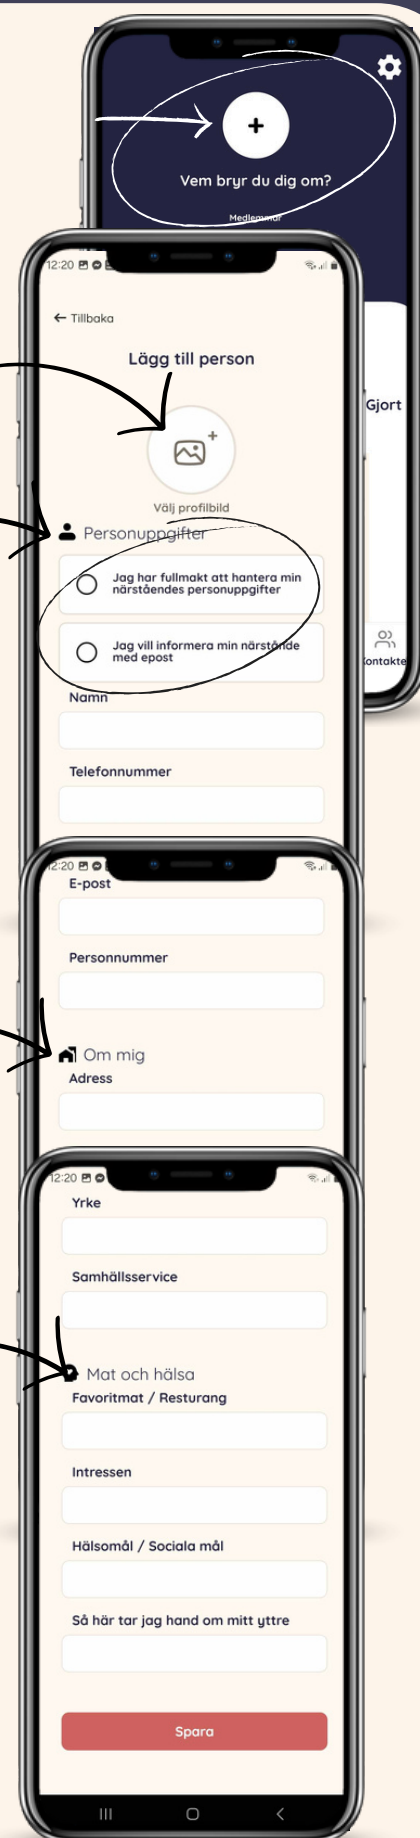 Vem bryr du dig om?
Medlemmar
Gjort
12:20
← Tillbaka
Lägg till person
Välj profilbild
Personuppgifter
Jag har fullmakt att hantera min
närståendes personuppgifter
Jag vill informera min närstånde
med epost
Namn
Telefonnummer
12:20
E-post
Personnummer
Om mig
Adress
12:20
Yrke
Samhällsservice
Mat och hälsa
Favoritmat / Resturang
Intressen
Hälsomål / Sociala mål
Så här tar jag hand om mitt yttre
Spara